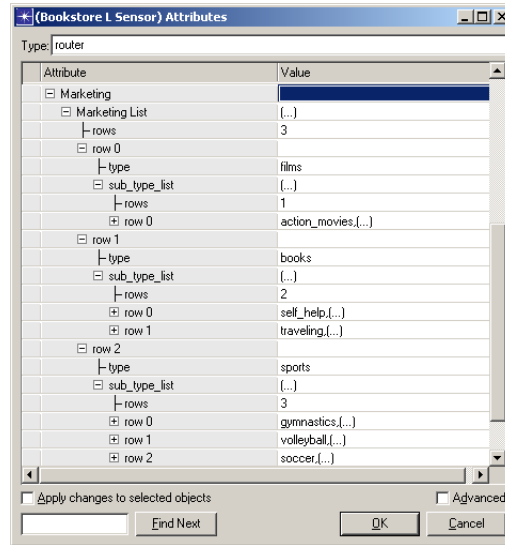 (Bookstore L Sensor) Attributes
Type: router
Attribute Value
Marketing
Marketing List (...)
rows 3
row 0
type films
sub_type_list (...)
rows 1
row 0 action_movies,(...)
row 1
type books
sub_type_list (...)
rows 2
row 0 self_help,(...)
row 1 traveling,(...)
row 2
type sports
sub_type_list (...)
rows 3
row 0 gymnastics,(...)
row 1 volleyball,(...)
row 2 soccer,(...)
Apply changes to selected objects Advanced
Find Next OK Cancel